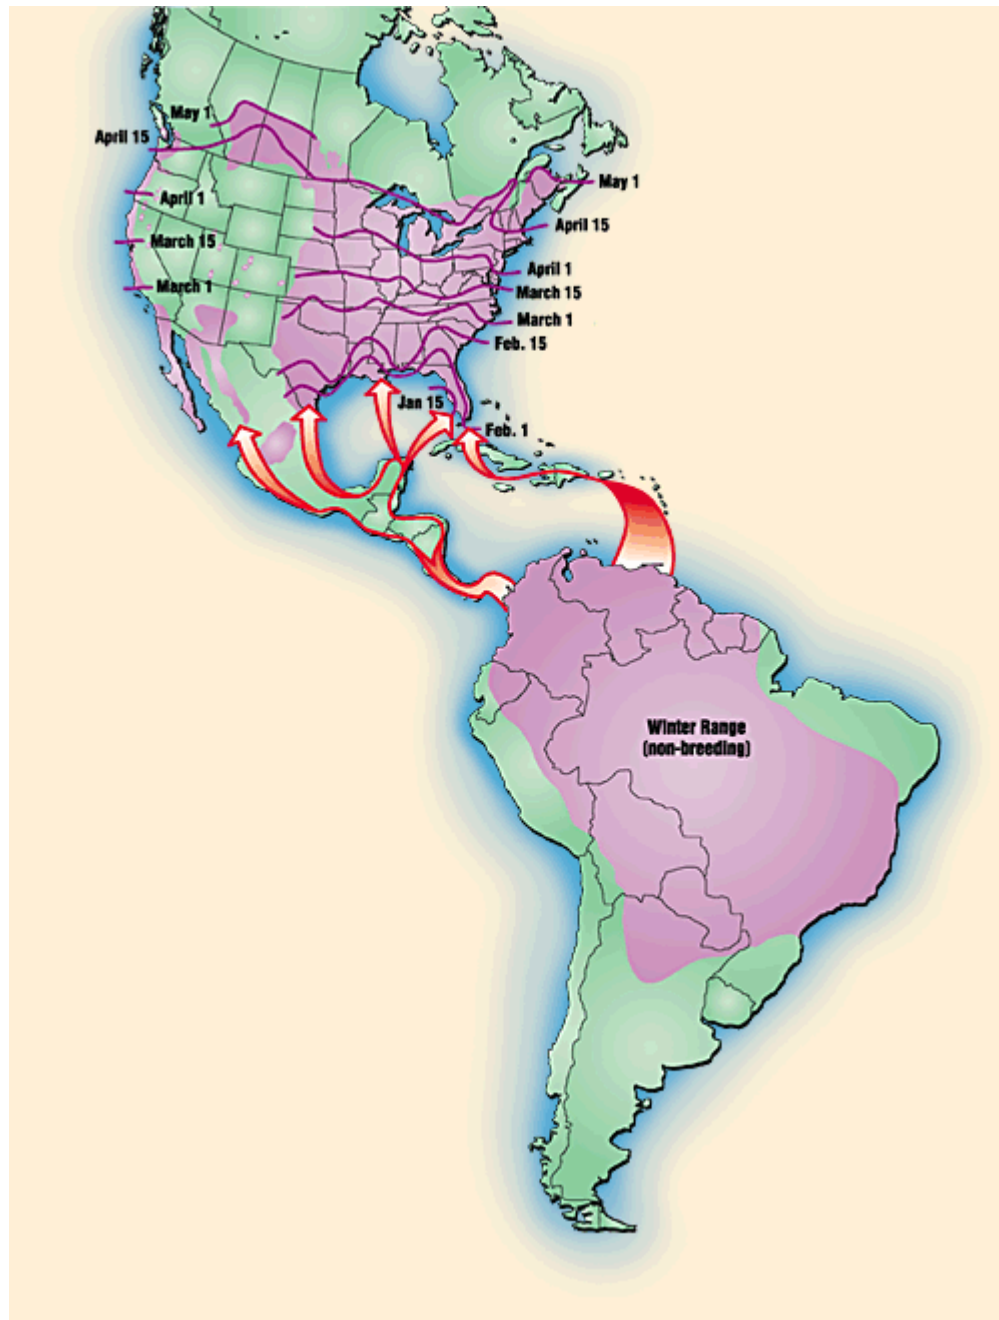 May 1
April 15
April 1
March 15
March 1
May 1
April 15
April 1
March 15
March 1
Feb. 15
Jan 15
Feb. 1
Winter Range
(non-breeding)